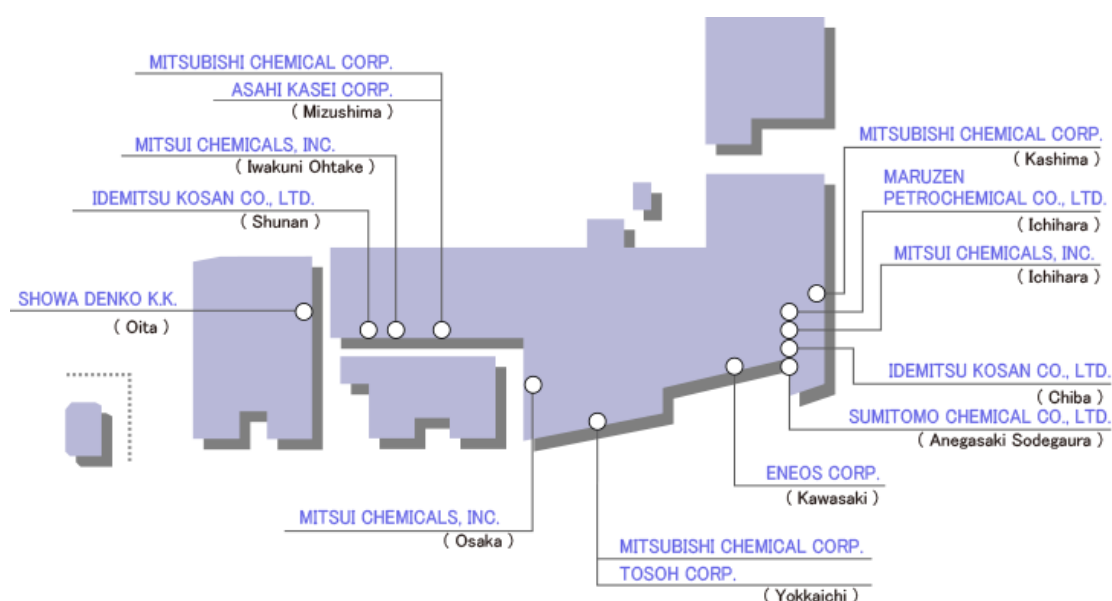 MITSUBISHI CHEMICAL CORP.
ASAHI KASEI CORP.
( Mizushima )
MITSUI CHEMICALS, INC.
( Iwakuni Ohtake )
IDEMITSU KOSAN CO., LTD.
( Shunan )
SHOWA DENKO K.K.
( Oita )
MITSUBISHI CHEMICAL CORP.
( Kashima )
MARUZEN
PETROCHEMICAL CO., LTD.
( Ichihara )
MITSUI CHEMICALS, INC.
( Ichihara )
IDEMITSU KOSAN CO., LTD.
( Chiba )
SUMITOMO CHEMICAL CO., LTD.
( Anegasaki Sodegaura )
ENEOS CORP.
( Kawasaki )
MITSUI CHEMICALS, INC.
( Osaka )
MITSUBISHI CHEMICAL CORP.
TOSOH CORP.
( Yokkaichi )